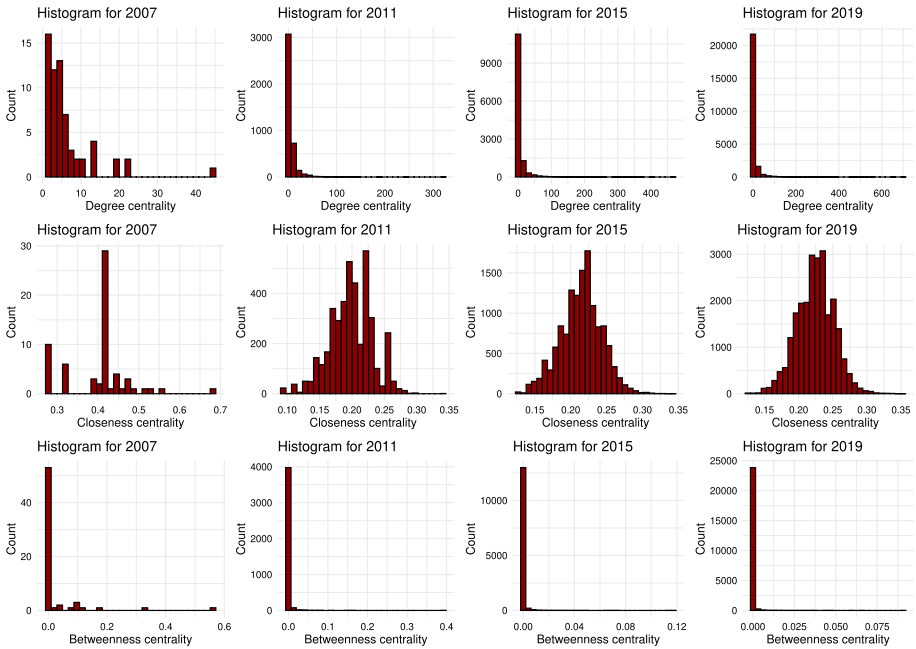 Histogram for 2007 Histogram for 2011 Histogram for 2015 Histogram for 2019
Count
15
10
5
0
0 10 20 30 40
Degree centrality
Count
3000
2000
1000
0
0 100 200 300
Degree centrality
Count
9000
6000
3000
0
0 100 200 300 400
Degree centrality
Count
20000
15000
10000
5000
0
0 200 400 600
Degree centrality
Histogram for 2007 Histogram for 2011 Histogram for 2015 Histogram for 2019
Count
30
20
10
0
0.3 0.4 0.5 0.6 0.7
Closeness centrality
Count
400
200
0
0.10 0.15 0.20 0.25 0.30 0.35
Closeness centrality
Count
1500
1000
500
0
0.15 0.20 0.25 0.30 0.35
Closeness centrality
Count
3000
2000
1000
0
0.15 0.20 0.25 0.30 0.35
Closeness centrality
Histogram for 2007 Histogram for 2011 Histogram for 2015 Histogram for 2019
Count
40
20
0
0.0 0.2 0.4 0.6
Betweenness centrality
Count
4000
3000
2000
1000
0
0.0 0.1 0.2 0.3 0.4
Betweenness centrality
Count
10000
5000
0
0.00 0.04 0.08 0.12
Betweenness centrality
Count
25000
20000
15000
10000
5000
0
0.000 0.025 0.050 0.075
Betweenness centrality